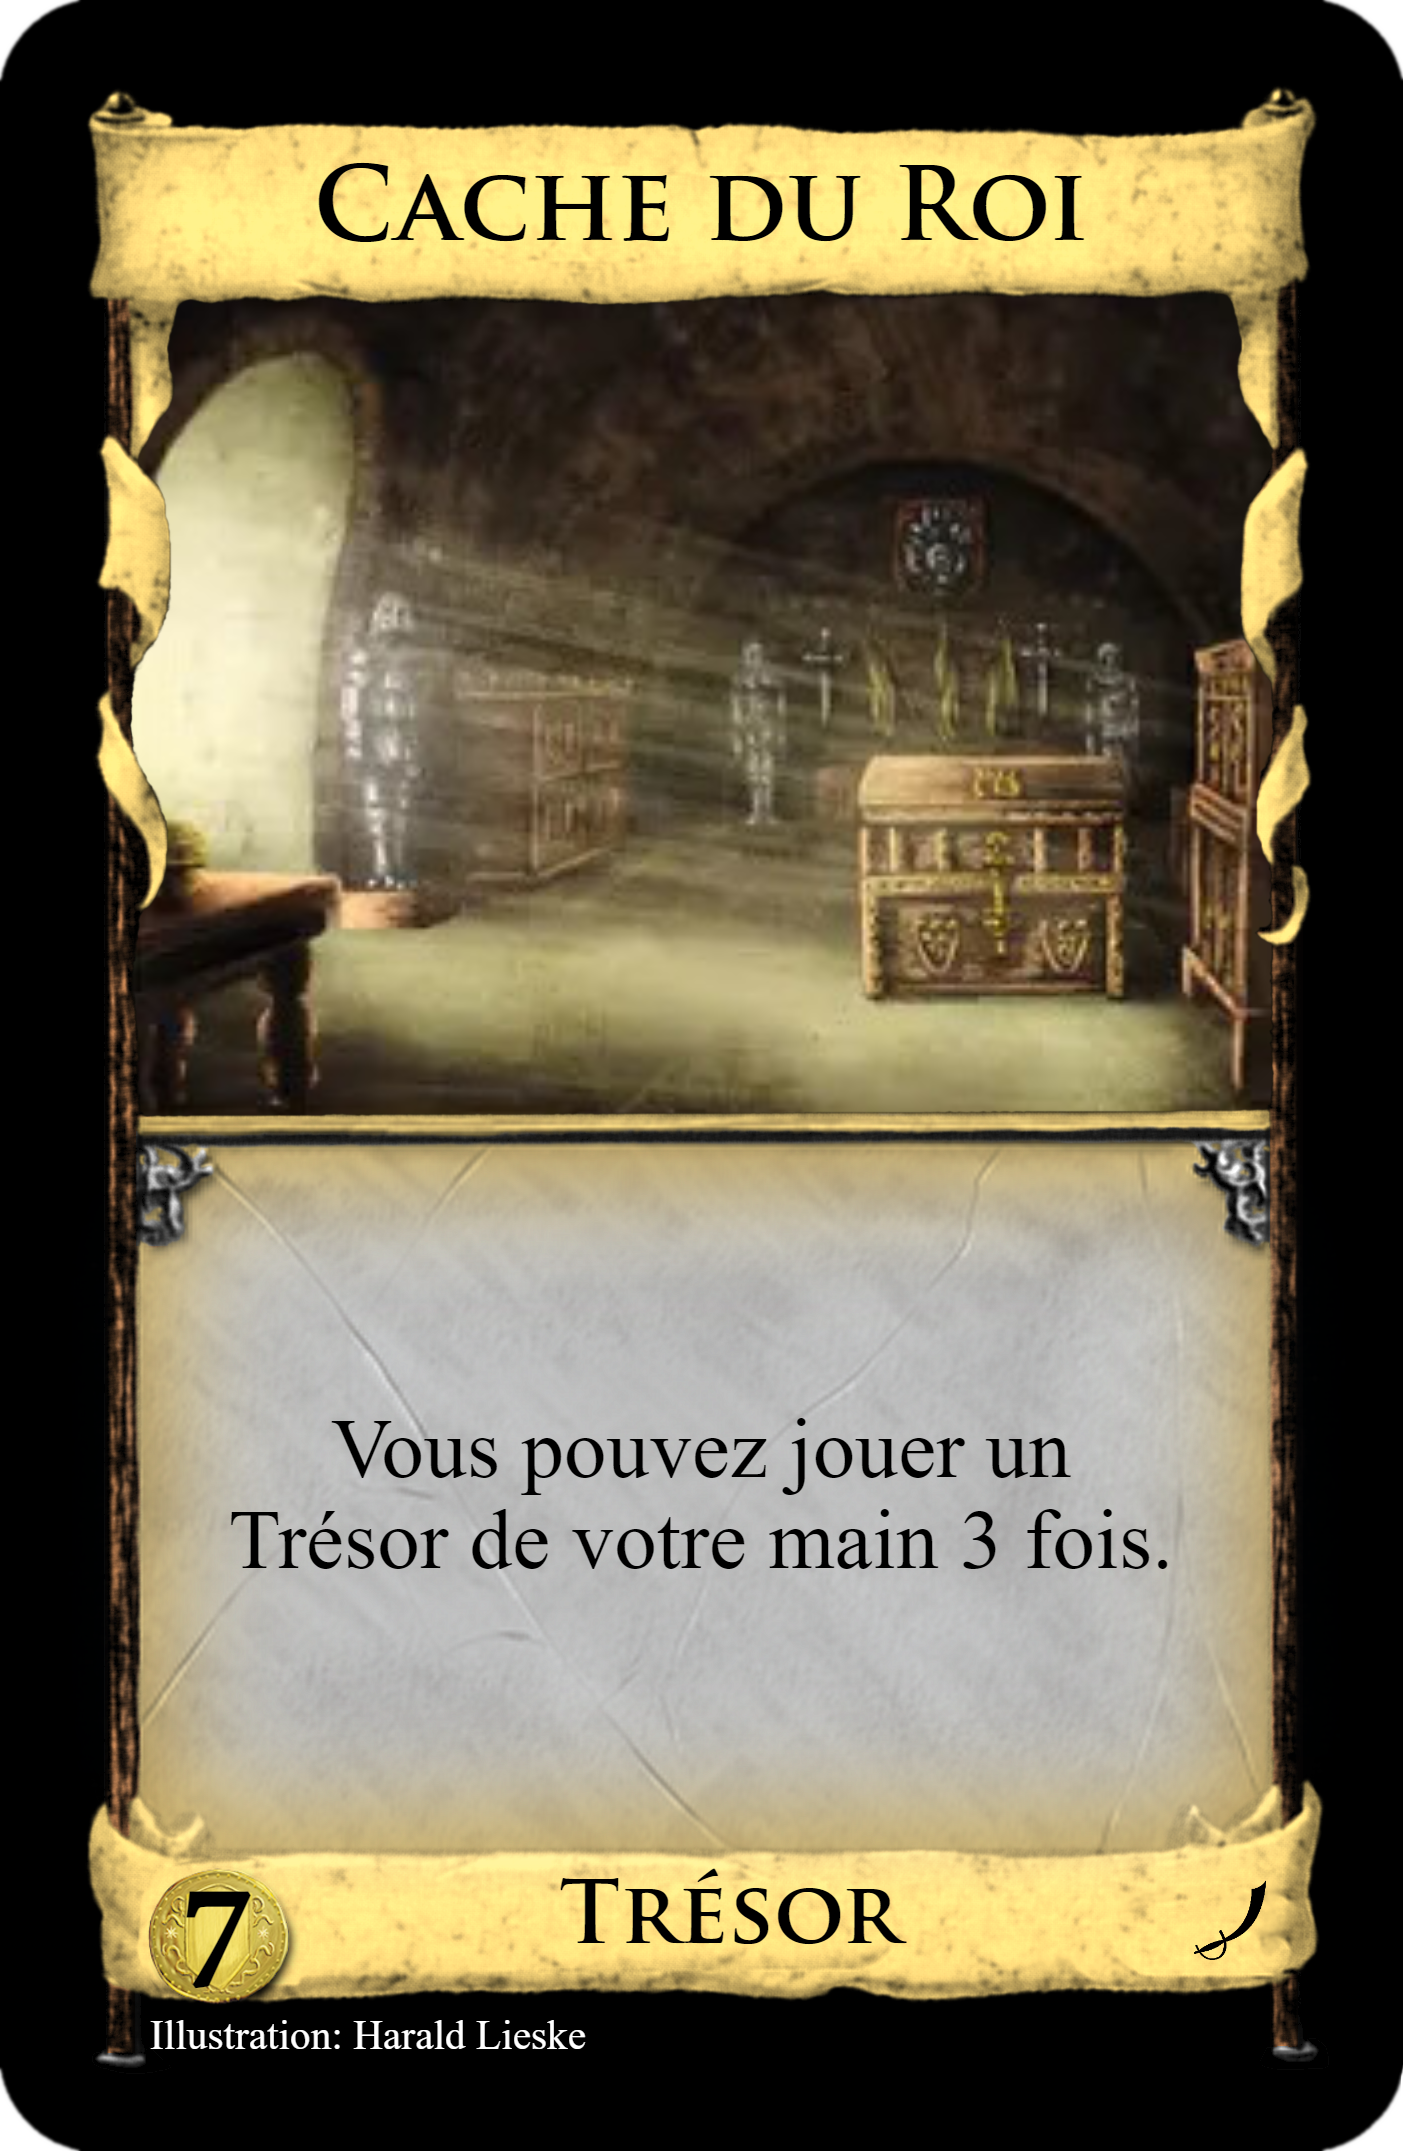 Cache du Roi
Vous pouvez jouer un
Trésor de votre main 3 fois.
7
Trésor
Illustration: Harald Lieske